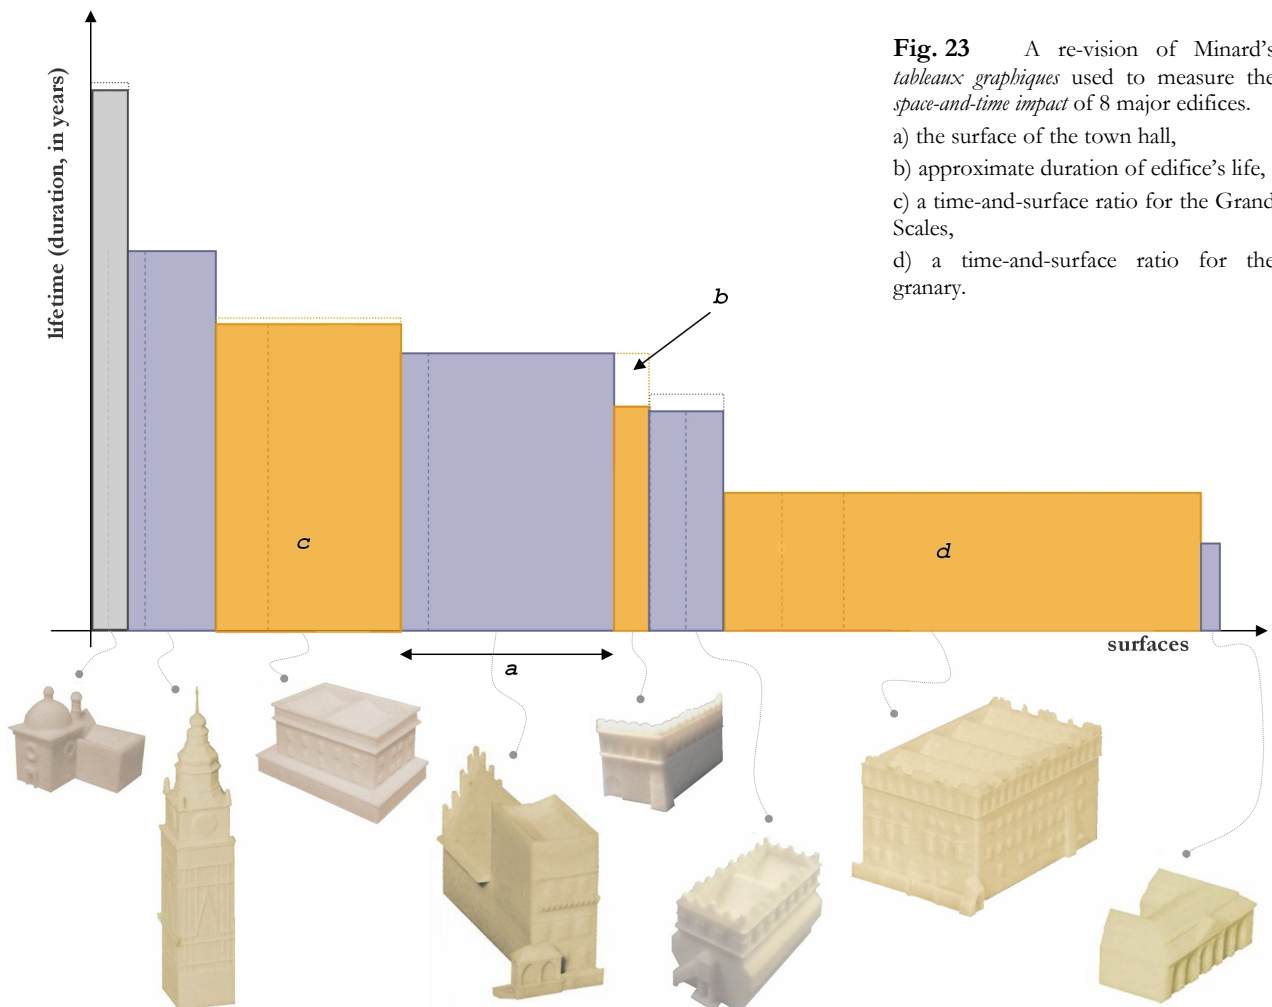 Fig. 23 A re-vision of Minard's
tableaux graphiques used to measure the
space-and-time impact of 8 major edifices.
a) the surface of the town hall,
b) approximate duration of edifice's life,
c) a time-and-surface ratio for the Grand
Scales,
d) a time-and-surface ratio for the
granary.
lifetime (duration, in years)
b
c
d
surfaces
a